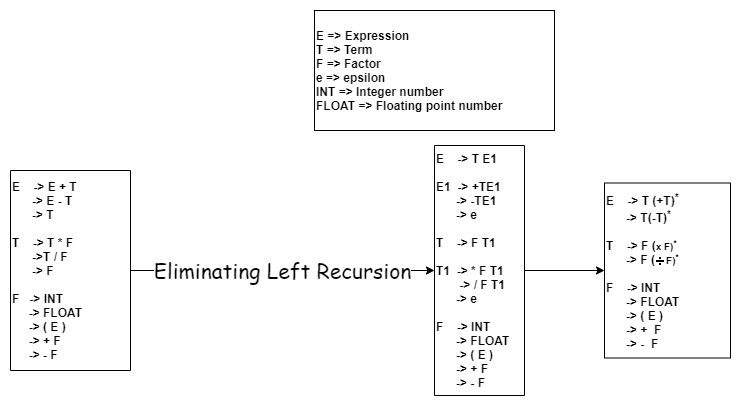 E => Expression
T => Term
F => Factor
e => epsilon
INT => Integer number
FLOAT => Floating point number
E -> E + T
-> E - T
-> T
T -> T * F
->T / F
-> F
F -> INT
-> FLOAT
-> ( E )
-> + F
-> - F
Eliminating Left Recursion
E -> T E1
E1 -> +TE1
-> -TE1
-> e
T -> F T1
T1 -> * F T1
-> / F T1
-> e
F -> INT
-> FLOAT
-> ( E )
-> + F
-> - F
E -> T (+T)*
-> T(-T)*
T -> F (x F)*
-> F (÷F)*
F -> INT
-> FLOAT
-> ( E )
-> + F
-> - F